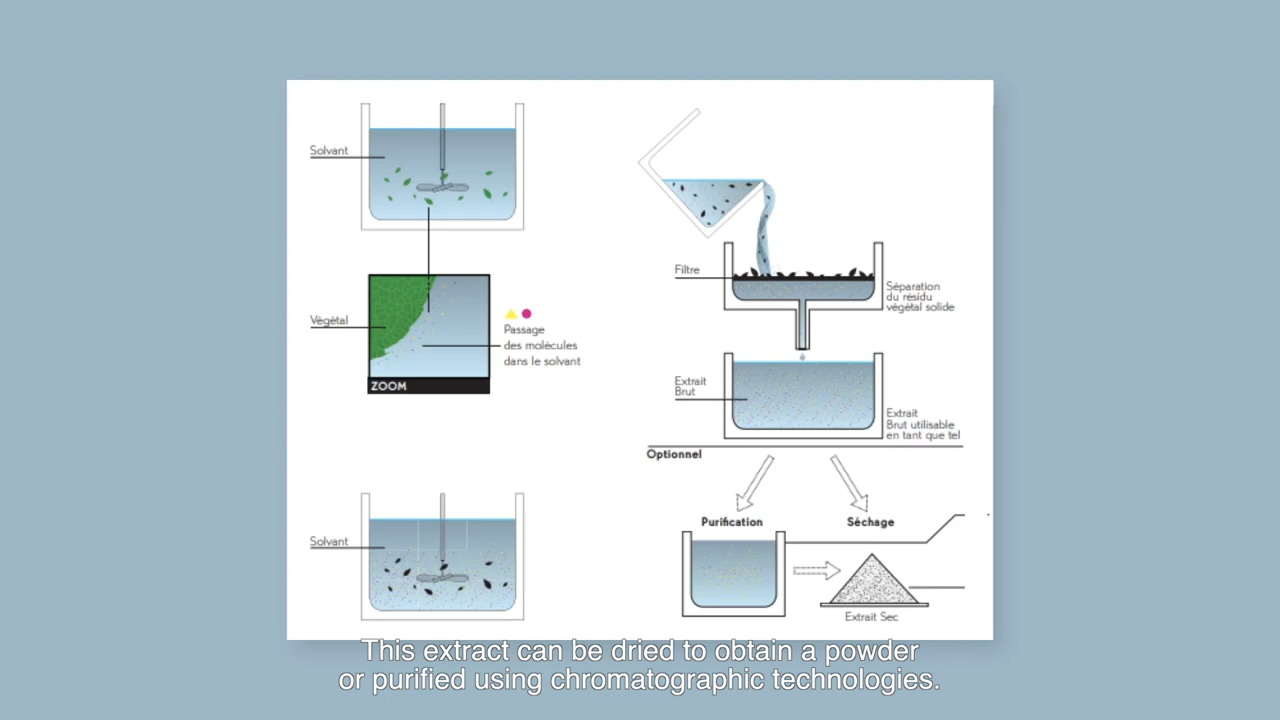 Solvant
Végétal
ZOOM
Passage
des molécules
dans le solvant
Solvant
Filtre
Séparation
du résidu
végétal solide
Extrait
Brut
Extrait
Brut utilisable
en tant que tel
Optionnel
Purification
Séchage
Extrait Sec
This extract can be dried to obtain a powder
or purified using chromatographic technologies.